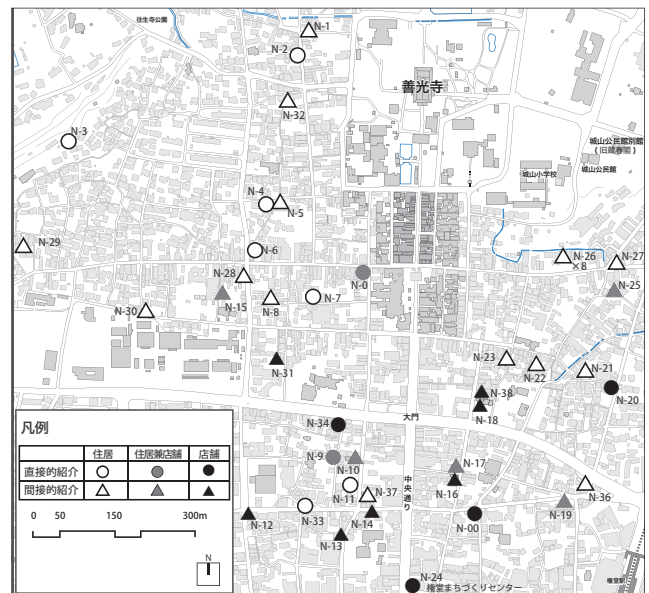 往生寺公園
N-1
N-2
善光寺
N-32
N-3
城山公民館別館
(旧蔵春閣)
城山小学校
城山公民館
N-4
N-5
N-29
N-6
N-28
N-26
×8
N-27
N-0
N-15
N-8
N-7
N-25
N-30
N-23
N-22
N-21
N-31
N-20
N-38
N-18
大門
N-34
凡例
住居 住居兼店舗 店舗
直接的紹介
間接的紹介
0 50 150 300m
N
N-9
N-10
N-17
N-16
中央通り
N-11
N-37
N-36
N-12
N-33
N-14
N-13
N-00
N-19
N-24
権堂まちづくりセンター
権堂駅